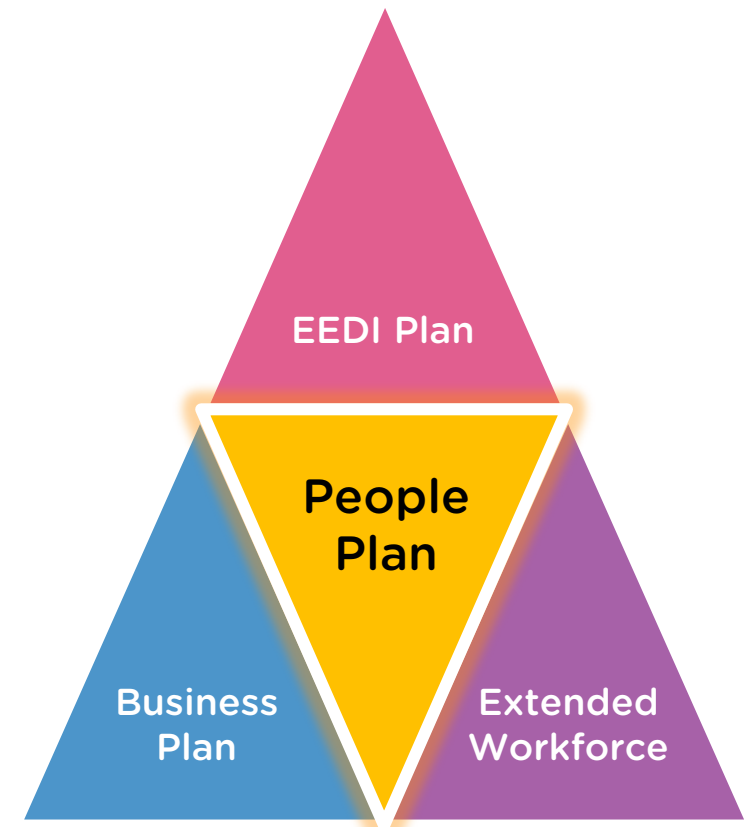 EEDI Plan
People
Plan
Business
Plan
Extended
Workforce